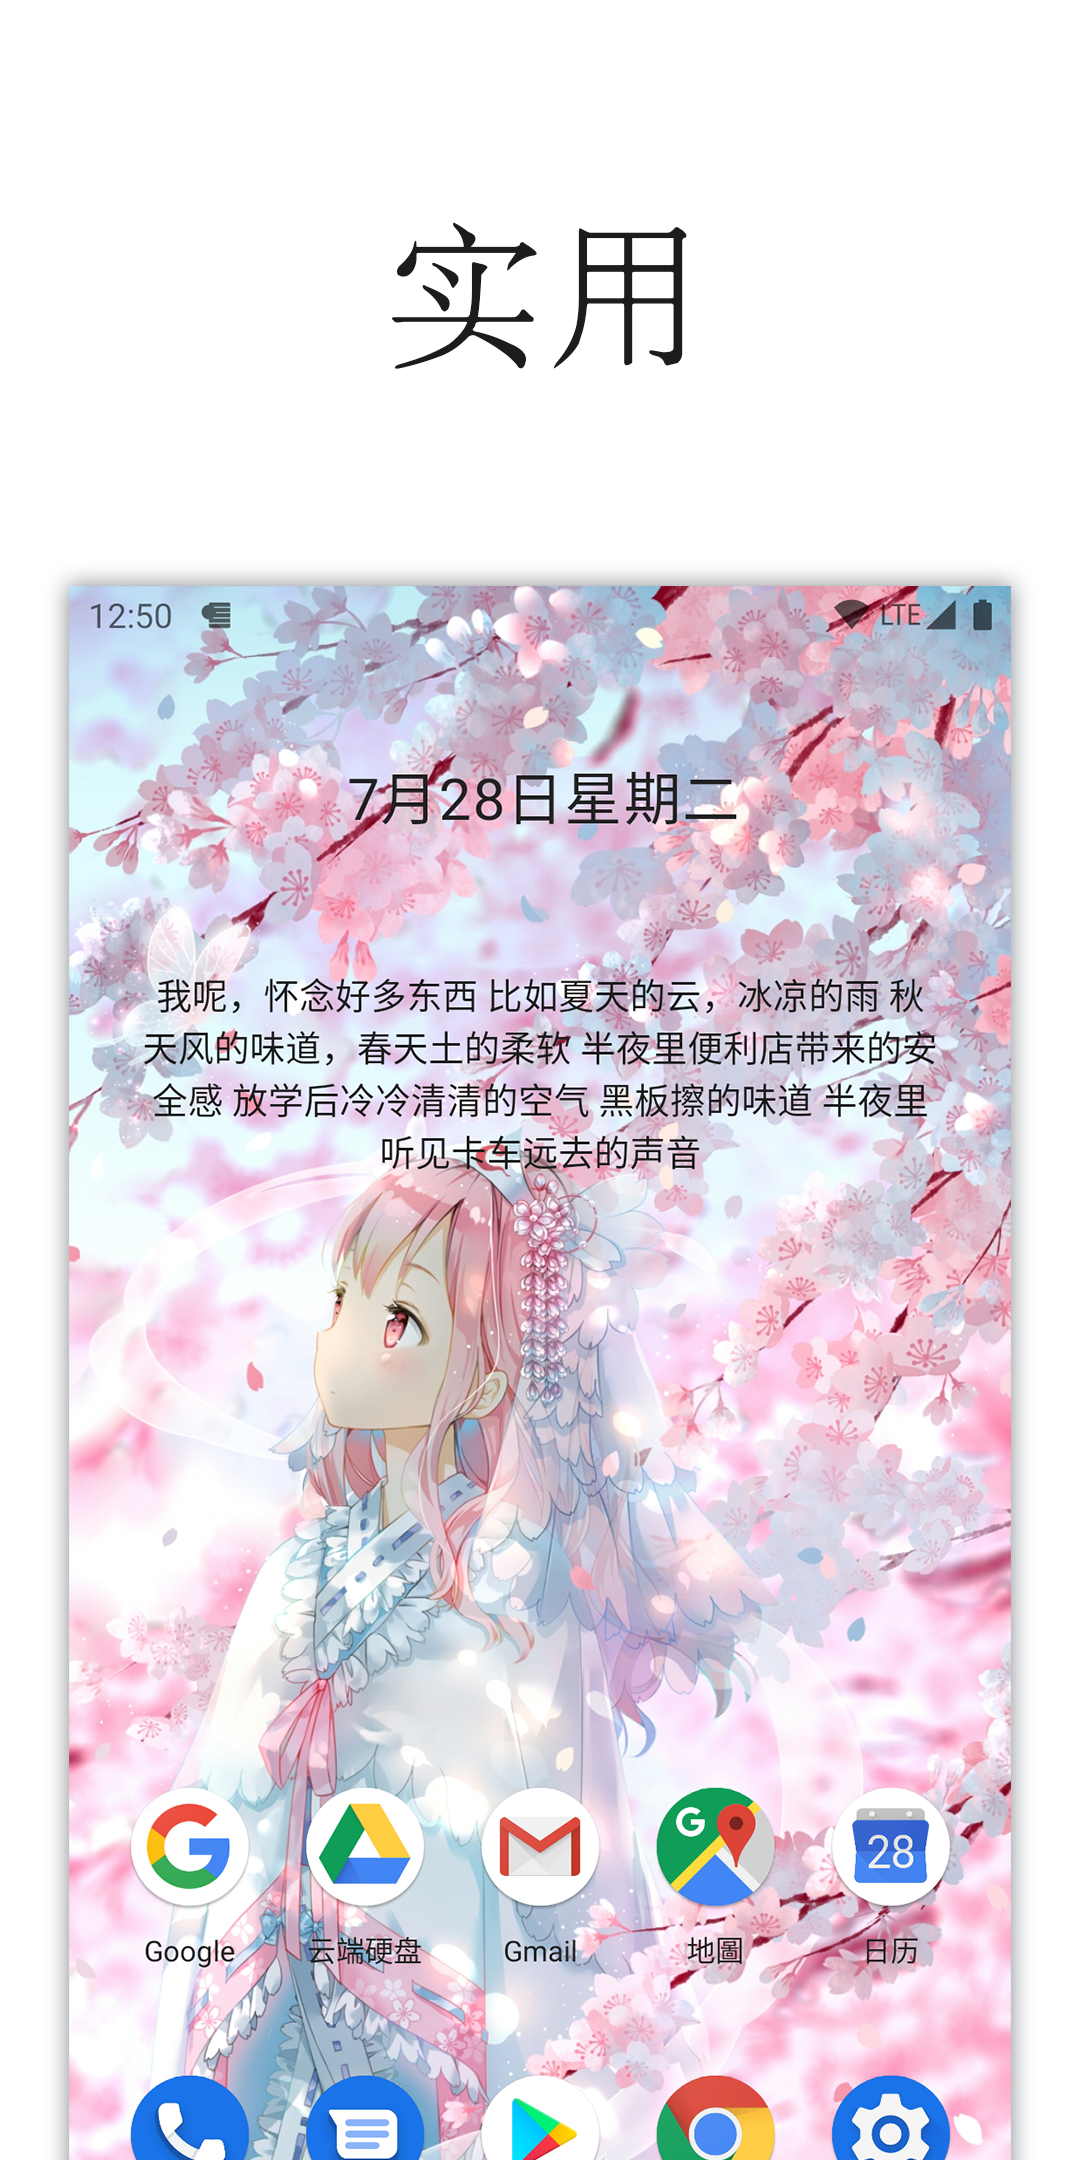 实用
12:50 LTE
7月28日星期二
我呢，怀念好多东西 比如夏天的云，冰凉的雨 秋
天风的味道，春天土的柔软 半夜里便利店带来的安
全感 放学后冷冷清清的空气 黑板擦的味道 半夜里
听见卡车远去的声音
G 28
Google 云端硬盘 Gmail 地圖 日历